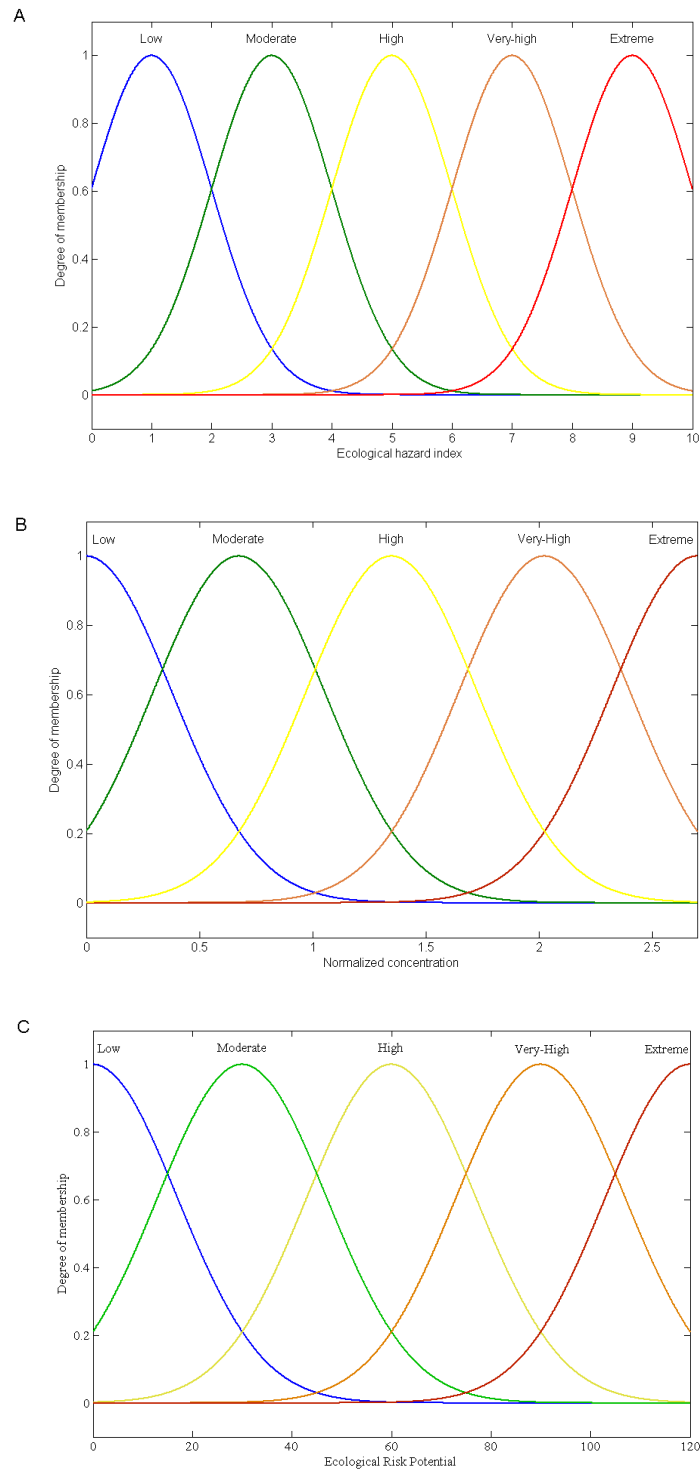 A
Low Moderate High Very-high Extreme
1
0.8
0.6
0.4
0.2
0
Degree of membership
0 1 2 3 4 5 6 7 8 9 10
Ecological hazard index
B
Low Moderate High Very-High Extreme
1
0.8
0.6
0.4
0.2
0
Degree of membership
0 0.5 1 1.5 2 2.5
Normalized concentration
C
Low Moderate High Very-High Extreme
1
0.8
0.6
0.4
0.2
0
Degree of membership
0 20 40 60 80 100 120
Ecological Risk Potential